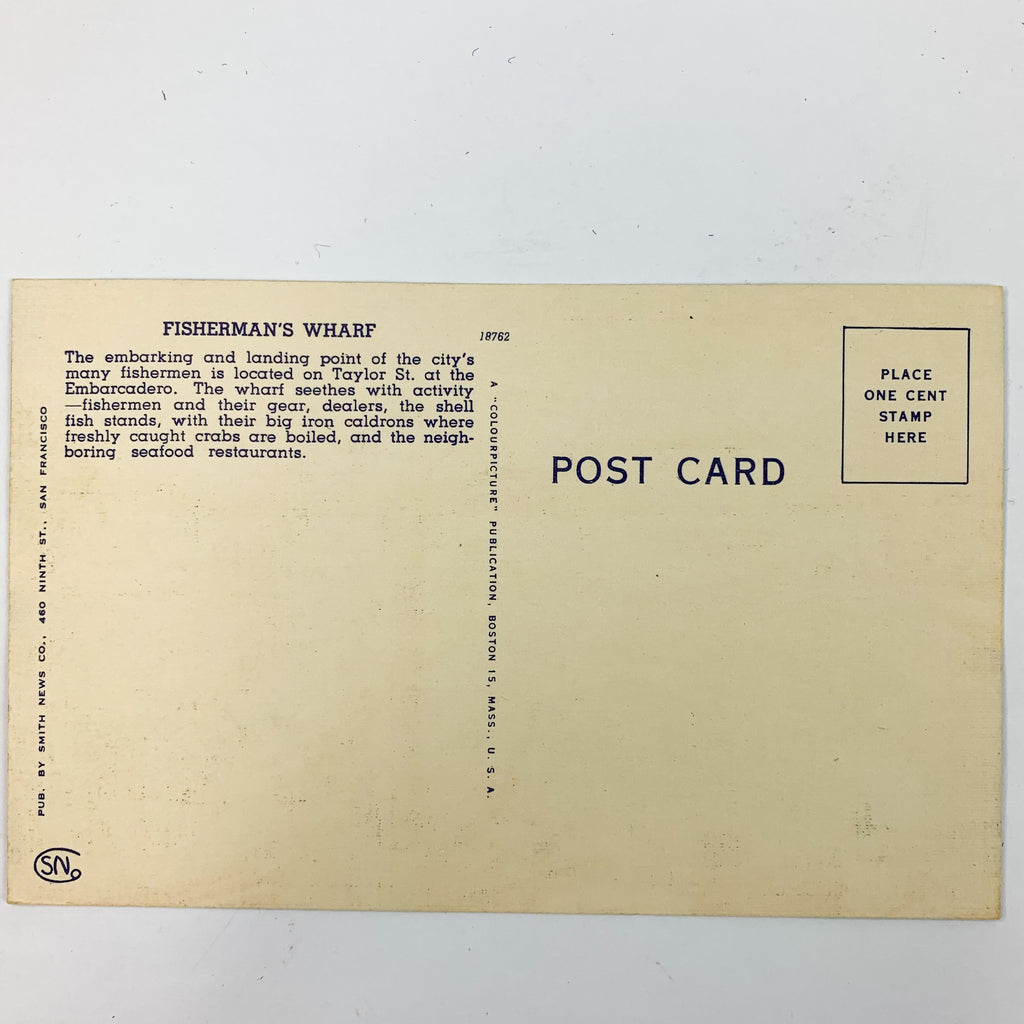 FISHERMAN'S WHARF
The embarking and landing point of the city's
many fishermen is located on Taylor St. at the
Embarcadero. The wharf seethes with activity
—fishermen and their gear, dealers, the shell
fish stands, with their big iron caldrons where
freshly caught crabs are boiled, and the neigh-
boring seafood restaurants.
PUB. BY SMITH NEWS CO., 460 NINTH ST., SAN FRANCISCO
SN
18762
A "COLOURPICTURE" PUBLICATION, BOSTON 15, MASS., U. S. A.
POST CARD
PLACE
ONE CENT
STAMP
HERE